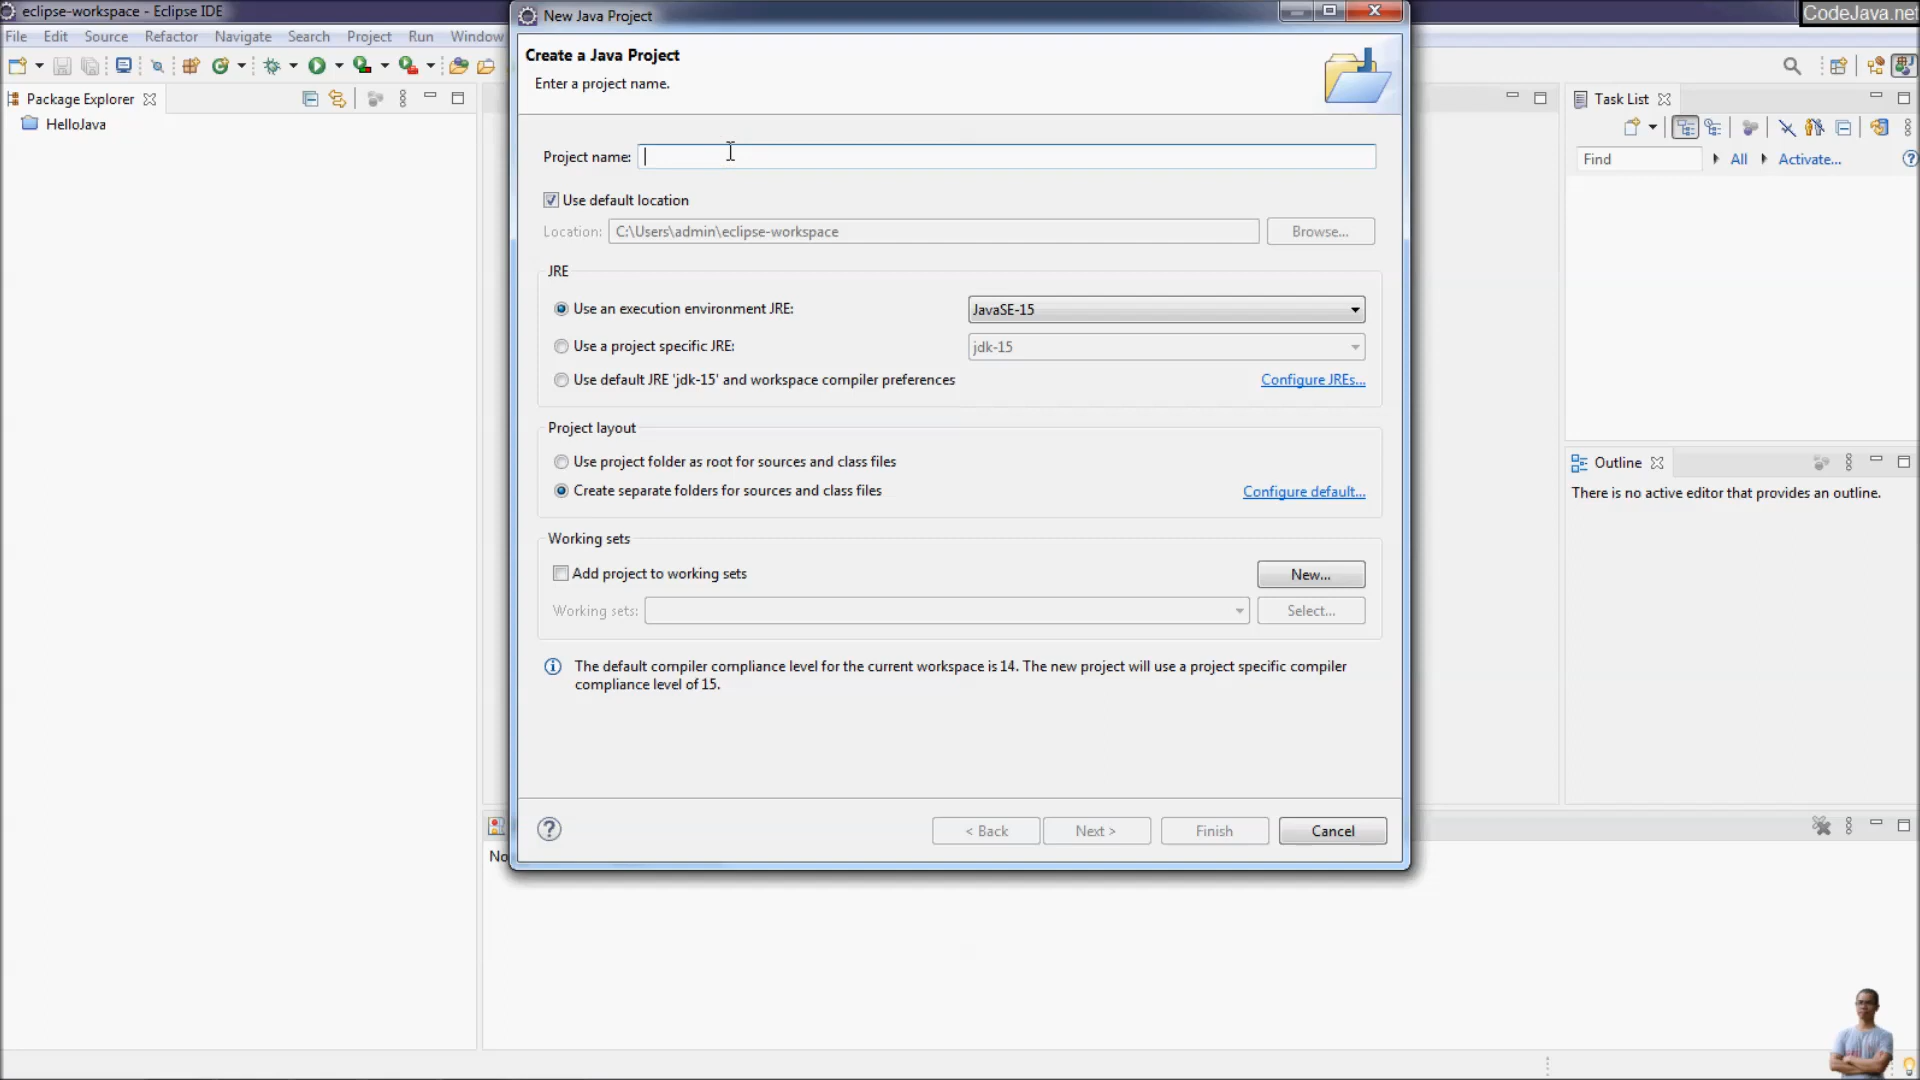 eclipse-workspace - Eclipse IDE
New Java Project
CodeJava.net
File Edit Source Refactor Navigate Search Project Run Window
Create a Java Project
Enter a project name.
Package Explorer
HelloJava
Task List
Find All Activate...
Project name:
Use default location
Location: C:\Users\admin\eclipse-workspace Browse...
JRE
Use an execution environment JRE: JavaSE-15
Use a project specific JRE: jdk-15
Use default JRE 'jdk-15' and workspace compiler preferences Configure JREs...
Project layout
Use project folder as root for sources and class files
Create separate folders for sources and class files Configure default...
Outline
There is no active editor that provides an outline.
Working sets
Add project to working sets New...
Working sets: Select...
The default compiler compliance level for the current workspace is 14. The new project will use a project specific compiler
compliance level of 15.
< Back Next > Finish Cancel
No